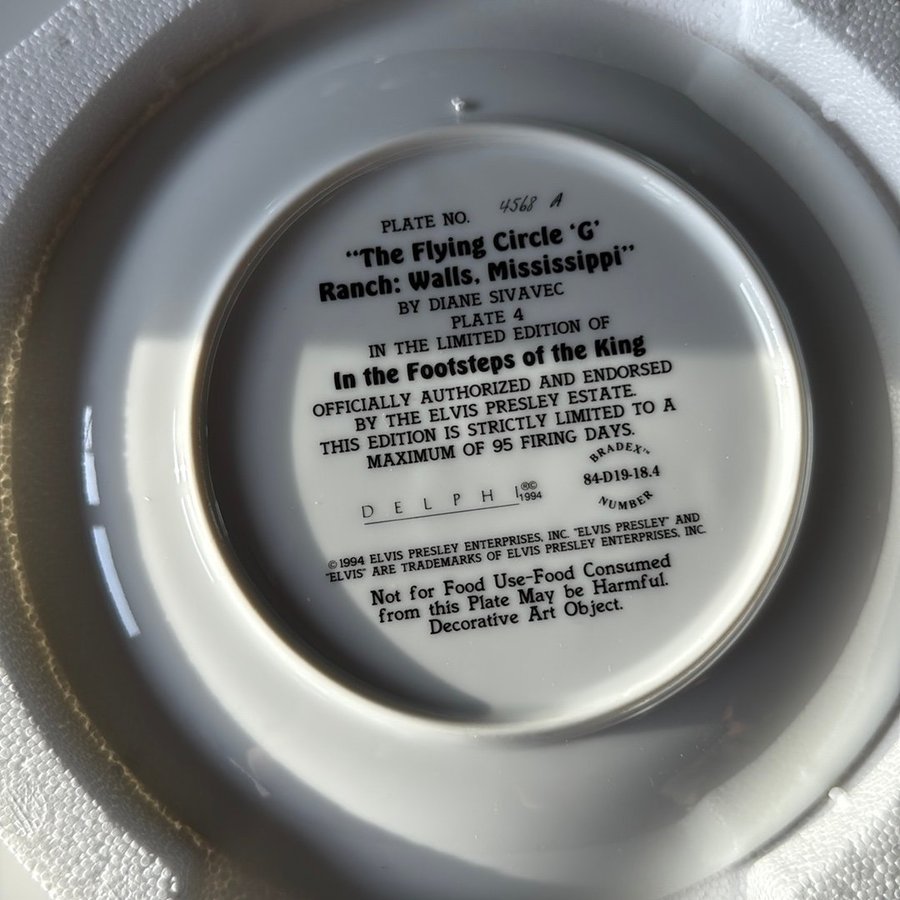 PLATE NO. 4568 A
“The Flying Circle ‘G’
Ranch: Walls, Mississippi”
BY DIANE SIVAVEC
PLATE 4
IN THE LIMITED EDITION OF
In the Footsteps of the King
OFFICIALLY AUTHORIZED AND ENDORSED
BY THE ELVIS PRESLEY ESTATE.
THIS EDITION IS STRICTLY LIMITED TO A
MAXIMUM OF 95 FIRING DAYS.
BRADEX™
84-D19-18.4
NUMBER
DELPHI ®© 1994
©1994 ELVIS PRESLEY ENTERPRISES, INC. "ELVIS PRESLEY" AND
"ELVIS" ARE TRADEMARKS OF ELVIS PRESLEY ENTERPRISES, INC.
Not for Food Use-Food Consumed
from this Plate May be Harmful.
Decorative Art Object.